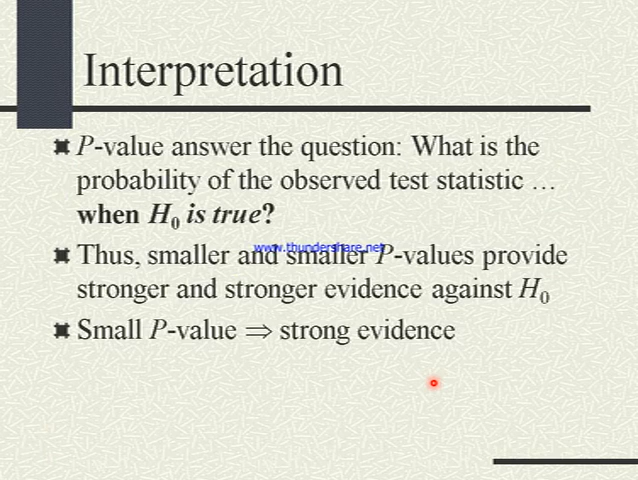 Interpretation
P-value answer the question: What is the
probability of the observed test statistic …
when H₀ is true?
www.thundershare.net
Thus, smaller and smaller P-values provide
stronger and stronger evidence against H₀
Small P-value ⇒ strong evidence